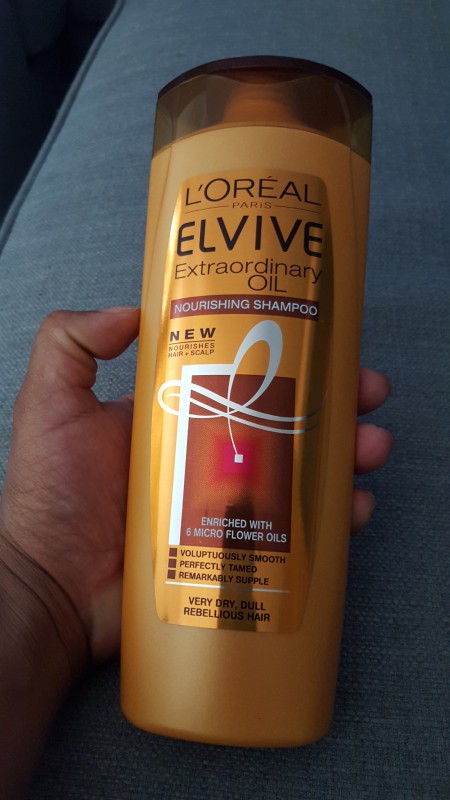 L'ORÉAL
PARIS
ELVIVE
Extraordinary
OIL
NOURISHING SHAMPOO
NEW
NOURISHES
HAIR + SCALP
ENRICHED WITH
6 MICRO FLOWER OILS
VOLUPTUOUSLY SMOOTH
PERFECTLY TAMED
REMARKABLY SUPPLE
VERY DRY, DULL
REBELLIOUS HAIR